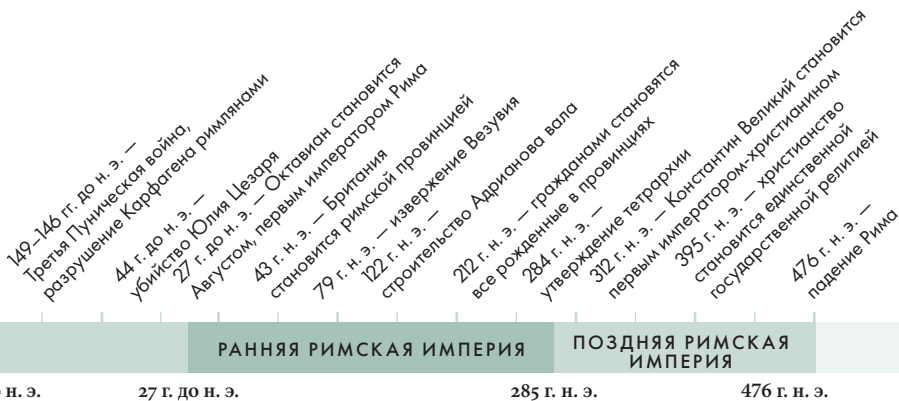 149–146 гг. до н. э. —
Третья Пуническая война,
разрушение Карфагена римлянами
44 г. до н. э. —
убийство Юлия Цезаря
27 г. до н. э. — Октавиан становится
Августом, первым императором Рима
43 г. н. э. — Британия
становится римской провинцией
79 г. н. э. — извержение Везувия
122 г. н. э. —
строительство Адрианова вала
212 г. н. э. — гражданами становятся
все рожденные в провинциях
284 г. н. э. —
утверждение тетрархии
312 г. н. э. — Константин Великий становится
первым императором-христианином
395 г. н. э. — христианство
становится единственной
государственной религией
476 г. н. э. —
падение Рима
РАННЯЯ РИМСКАЯ ИМПЕРИЯ
ПОЗДНЯЯ РИМСКАЯ
ИМПЕРИЯ
н. э.
27 г. до н. э.
285 г. н. э.
476 г. н. э.